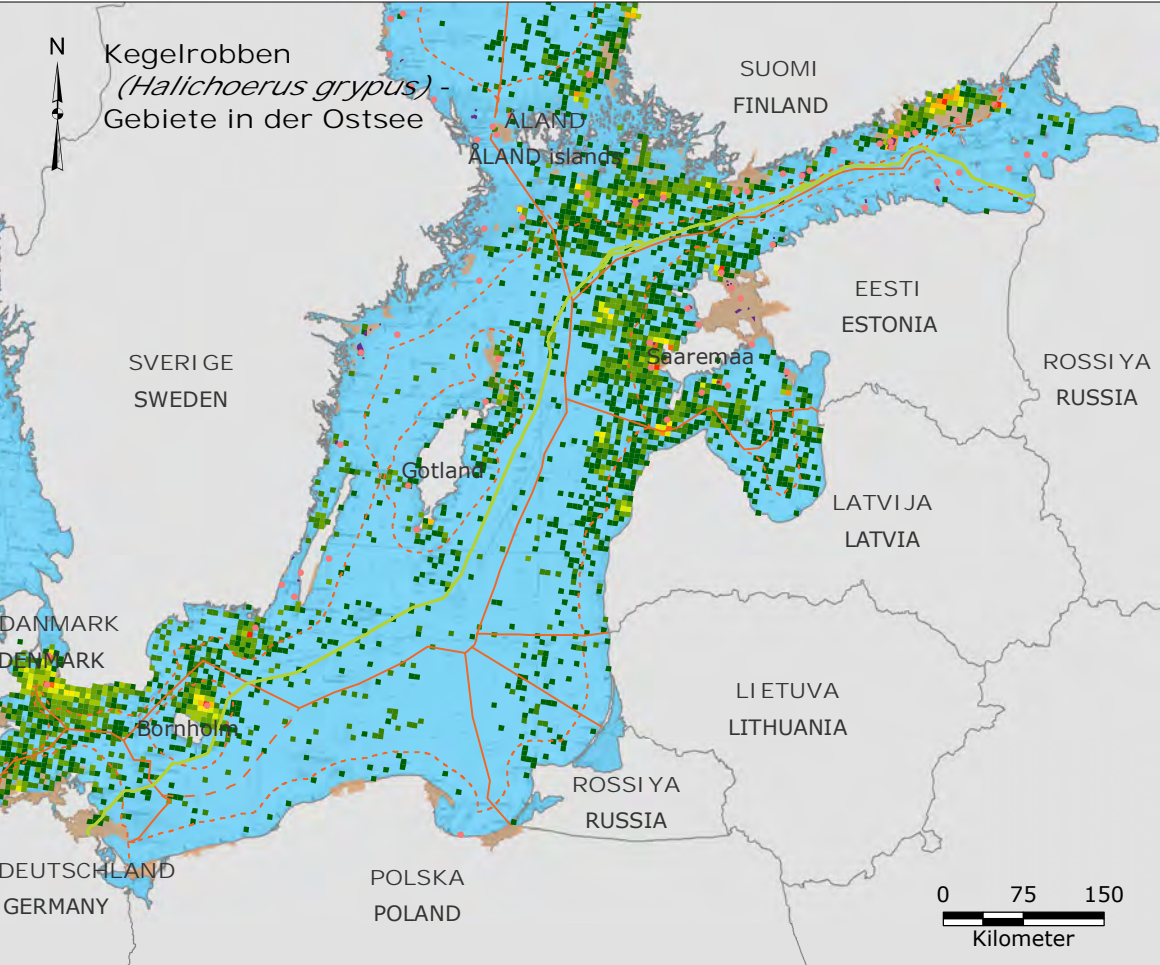 N
Kegelrobben
(Halichoerus grypus) -
Gebiete in der Ostsee
SUOMI
FINLAND
ÅLAND
ÅLAND islands
EESTI
ESTONIA
ROSSIYA
RUSSIA
Saaremaa
SVERIGE
SWEDEN
Gotland
LATVIJA
LATVIA
DANMARK
DENMARK
LIETUVA
LITHUANIA
Bornholm
ROSSIYA
RUSSIA
DEUTSCHLAND
GERMANY
POLSKA
POLAND
0 75 150
Kilometer